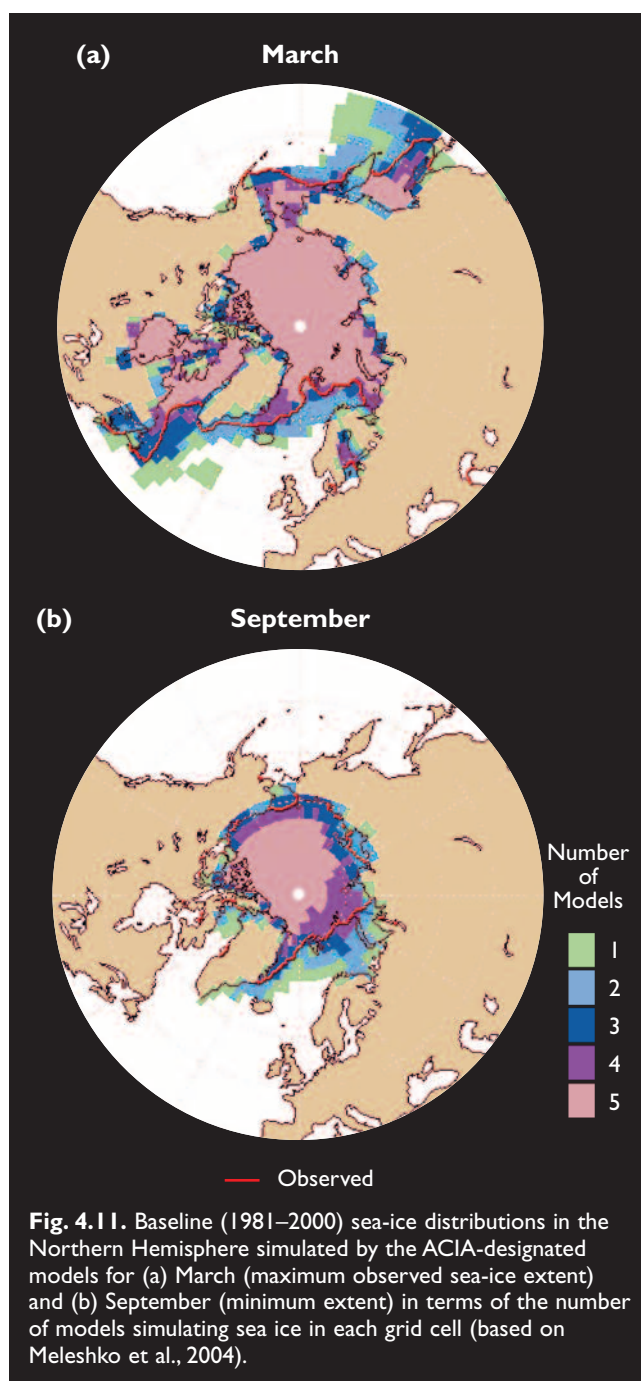 (a) March
(b) September
Number
of
Models
1
2
3
4
5
Observed
Fig. 4.11. Baseline (1981–2000) sea-ice distributions in the
Northern Hemisphere simulated by the ACIA-designated
models for (a) March (maximum observed sea-ice extent)
and (b) September (minimum extent) in terms of the number
of models simulating sea ice in each grid cell (based on
Meleshko et al., 2004).